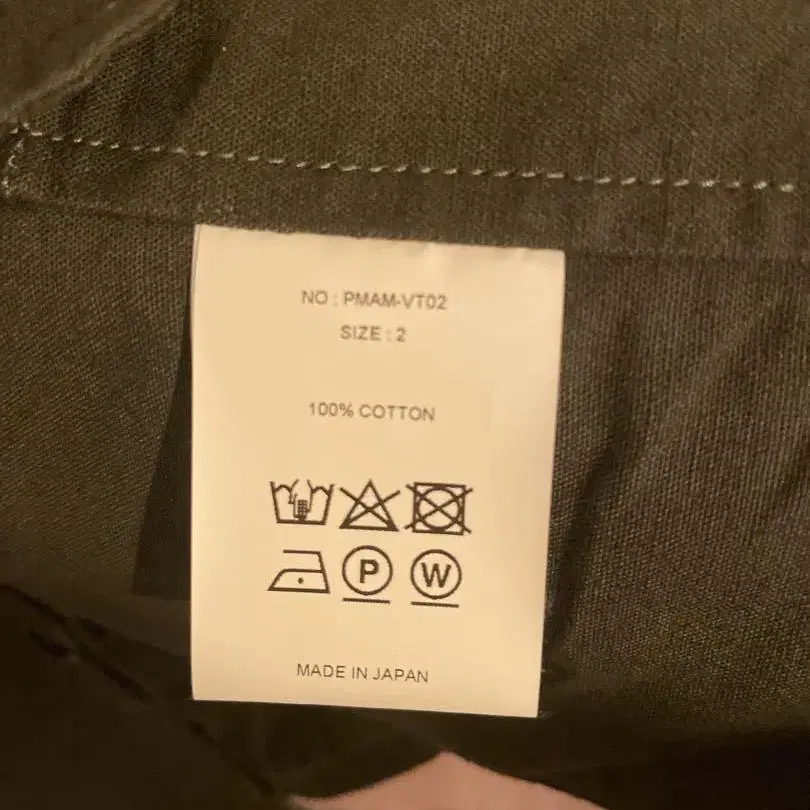 NO : PMAM-VT02
SIZE : 2
100% COTTON
P W
MADE IN JAPAN